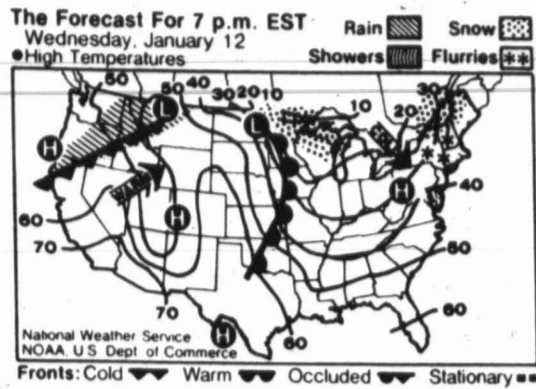 The Forecast For 7 p.m. EST
Wednesday, January 12
High Temperatures
Rain Snow
Showers Flurries
50 50 40 30 20 10 10 20 30
H L L
WARM
H H
40
60
70
50
70 60 60
H
National Weather Service
NOAA, U S Dept of Commerce
Fronts: Cold Warm Occluded Stationary